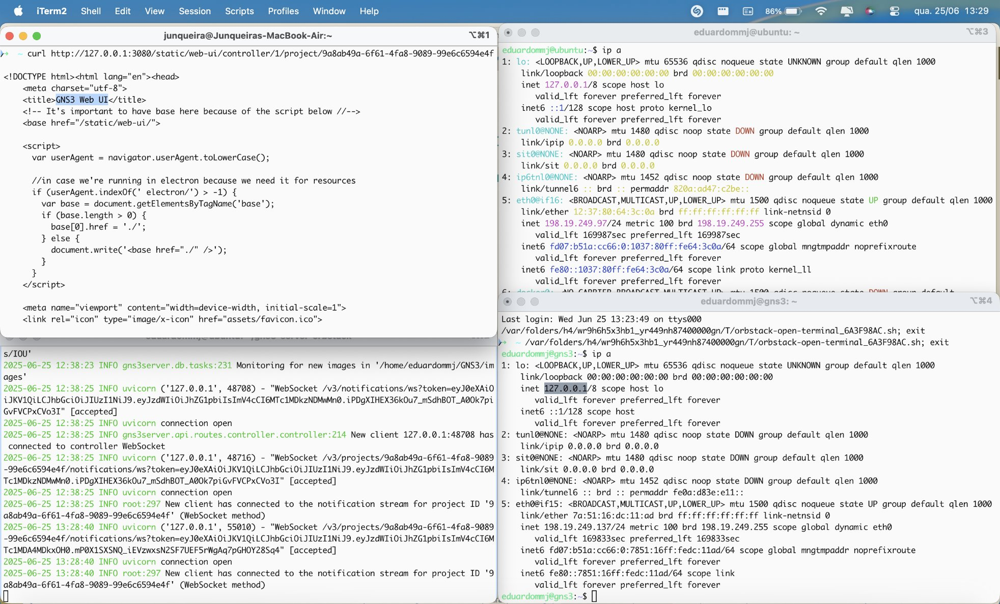 iTerm2 Shell Edit View Session Scripts Profiles Window Help 86% qua. 25/06 13:29
junqueira@Junqueiras-MacBook-Air:~ ⌥⌘1
~ curl http://127.0.0.1:3080/static/web-ui/controller/1/project/9a8ab49a-6f61-4fa8-9089-99e6c6594e4f
<!DOCTYPE html><html lang="en"><head>
<meta charset="utf-8">
<title>GNS3 Web UI</title>
<!-- It's important to have base here because of the script below //-->
<base href="/static/web-ui/">
<script>
var userAgent = navigator.userAgent.toLowerCase();
//in case we're running in electron because we need it for resources
if (userAgent.indexOf(' electron/') > -1) {
var base = document.getElementsByTagName('base');
if (base.length > 0) {
base[0].href = './';
} else {
document.write('<base href="./" />');
}
}
</script>
<meta name="viewport" content="width=device-width, initial-scale=1">
<link rel="icon" type="image/x-icon" href="assets/favicon.ico">
s/IOU'
2025-06-25 12:38:23 INFO gns3server.db.tasks:231 Monitoring for new images in '/home/eduardommj/GNS3/im
ages'
2025-06-25 12:38:25 INFO uvicorn ('127.0.0.1', 48708) - "WebSocket /v3/notifications/ws?token=eyJ0eXAiO
iJKV1QiLCJhbGciOiJIUzI1NiJ9.eyJzdWIiOiJhZG1pbiIsImV4cCI6MTc1MDkzNDMwMn0.iPDgXIHEX36kOu7_mSdhBOT_A0Ok7pi
GvFVCPxCVo3I" [accepted]
2025-06-25 12:38:25 INFO uvicorn connection open
2025-06-25 12:38:25 INFO gns3server.api.routes.controller.controller:214 New client 127.0.0.1:48708 has
connected to controller WebSocket
2025-06-25 12:38:25 INFO uvicorn ('127.0.0.1', 48716) - "WebSocket /v3/projects/9a8ab49a-6f61-4fa8-9089
-99e6c6594e4f/notifications/ws?token=eyJ0eXAiOiJKV1QiLCJhbGciOiJIUzI1NiJ9.eyJzdWIiOiJhZG1pbiIsImV4cCI6M
Tc1MDkzNDMwMn0.iPDgXIHEX36kOu7_mSdhBOT_A0Ok7piGvFVCPxCVo3I" [accepted]
2025-06-25 12:38:25 INFO uvicorn connection open
2025-06-25 12:38:25 INFO root:297 New client has connected to the notification stream for project ID '9
a8ab49a-6f61-4fa8-9089-99e6c6594e4f' (WebSocket method)
2025-06-25 13:28:40 INFO uvicorn ('127.0.0.1', 55010) - "WebSocket /v3/projects/9a8ab49a-6f61-4fa8-9089
-99e6c6594e4f/notifications/ws?token=eyJ0eXAiOiJKV1QiLCJhbGciOiJIUzI1NiJ9.eyJzdWIiOiJhZG1pbiIsImV4cCI6M
Tc1MDA4MDkxOH0.mP0X1SXSNQ_iEVzwxsN2SF7UEF5rWgAq7pGHOY28Sq4" [accepted]
2025-06-25 13:28:40 INFO uvicorn connection open
2025-06-25 13:28:40 INFO root:297 New client has connected to the notification stream for project ID '9
a8ab49a-6f61-4fa8-9089-99e6c6594e4f' (WebSocket method)
eduardommj@ubuntu: ~ ⌥⌘3
eduardommj@ubuntu:~$ ip a
1: lo: <LOOPBACK,UP,LOWER_UP> mtu 65536 qdisc noqueue state UNKNOWN group default qlen 1000
link/loopback 00:00:00:00:00:00 brd 00:00:00:00:00:00
inet 127.0.0.1/8 scope host lo
valid_lft forever preferred_lft forever
inet6 ::1/128 scope host proto kernel_lo
valid_lft forever preferred_lft forever
2: tunl0@NONE: <NOARP> mtu 1480 qdisc noop state DOWN group default qlen 1000
link/ipip 0.0.0.0 brd 0.0.0.0
3: sit0@NONE: <NOARP> mtu 1480 qdisc noop state DOWN group default qlen 1000
link/sit 0.0.0.0 brd 0.0.0.0
4: ip6tnl0@NONE: <NOARP> mtu 1452 qdisc noop state DOWN group default qlen 1000
link/tunnel6 :: brd :: permaddr 820a:ad47:c2be::
5: eth0@if16: <BROADCAST,MULTICAST,UP,LOWER_UP> mtu 1500 qdisc noqueue state UP group default qlen 1000
link/ether 12:37:80:64:3c:0a brd ff:ff:ff:ff:ff:ff link-netnsid 0
inet 198.19.249.97/24 metric 100 brd 198.19.249.255 scope global dynamic eth0
valid_lft 169987sec preferred_lft 169987sec
inet6 fd07:b51a:cc66:0:1037:80ff:fe64:3c0a/64 scope global mngtmpaddr noprefixroute
valid_lft forever preferred_lft forever
inet6 fe80::1037:80ff:fe64:3c0a/64 scope link proto kernel_ll
valid_lft forever preferred_lft forever
6: docker0: <NO-CARRIER,BROADCAST,MULTICAST,UP> mtu 1500 qdisc noqueue state DOWN group default
eduardommj@gns3: ~ ⌥⌘4
Last login: Wed Jun 25 13:23:49 on ttys000
/var/folders/h4/wr9h6h5x3hb1_yr449nh87400000gn/T/orbstack-open-terminal_6A3F98AC.sh; exit
~ /var/folders/h4/wr9h6h5x3hb1_yr449nh87400000gn/T/orbstack-open-terminal_6A3F98AC.sh; exit
eduardommj@gns3:~$ ip a
1: lo: <LOOPBACK,UP,LOWER_UP> mtu 65536 qdisc noqueue state UNKNOWN group default qlen 1000
link/loopback 00:00:00:00:00:00 brd 00:00:00:00:00:00
inet 127.0.0.1/8 scope host lo
valid_lft forever preferred_lft forever
inet6 ::1/128 scope host
valid_lft forever preferred_lft forever
2: tunl0@NONE: <NOARP> mtu 1480 qdisc noop state DOWN group default qlen 1000
link/ipip 0.0.0.0 brd 0.0.0.0
3: sit0@NONE: <NOARP> mtu 1480 qdisc noop state DOWN group default qlen 1000
link/sit 0.0.0.0 brd 0.0.0.0
4: ip6tnl0@NONE: <NOARP> mtu 1452 qdisc noop state DOWN group default qlen 1000
link/tunnel6 :: brd :: permaddr fe0a:d83e:e11::
5: eth0@if15: <BROADCAST,MULTICAST,UP,LOWER_UP> mtu 1500 qdisc noqueue state UP group default qlen 1000
link/ether 7a:51:16:dc:11:ad brd ff:ff:ff:ff:ff:ff link-netnsid 0
inet 198.19.249.137/24 metric 100 brd 198.19.249.255 scope global dynamic eth0
valid_lft 169833sec preferred_lft 169833sec
inet6 fd07:b51a:cc66:0:7851:16ff:fedc:11ad/64 scope global mngtmpaddr noprefixroute
valid_lft forever preferred_lft forever
inet6 fe80::7851:16ff:fedc:11ad/64 scope link
valid_lft forever preferred_lft forever
eduardommj@gns3:~$